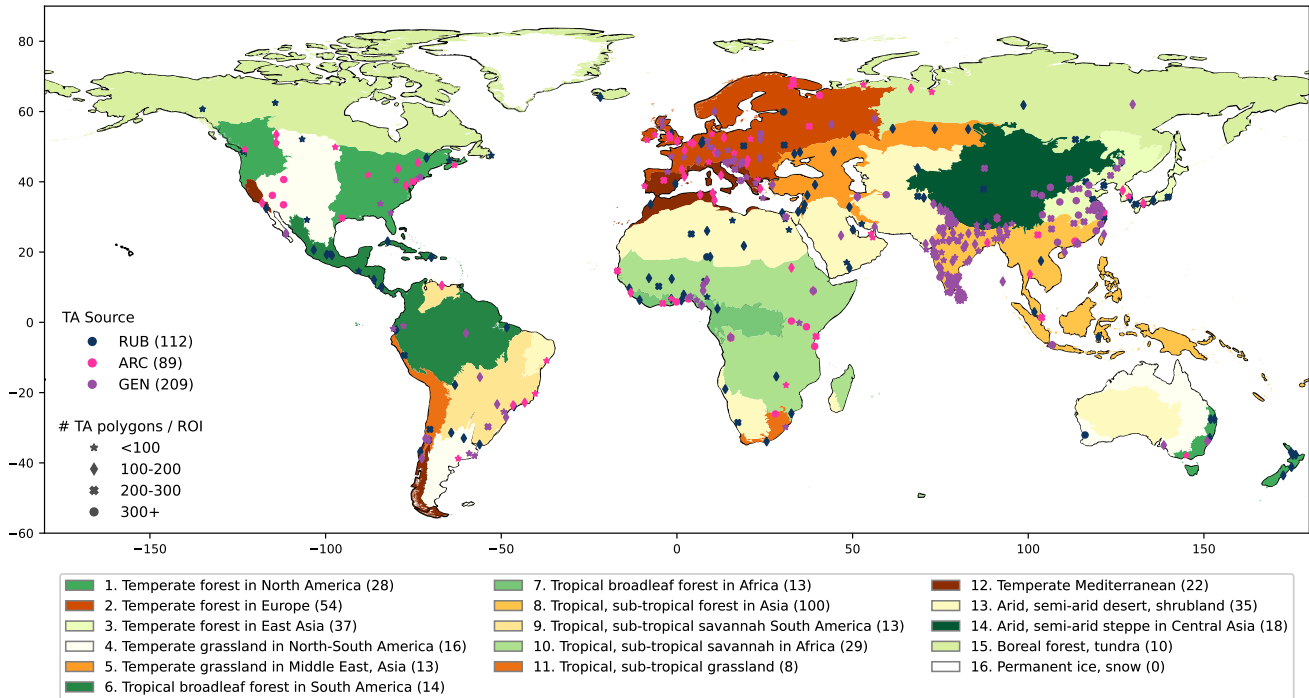 80
60
40
20
0
−20
−40
−60
−150
−100
−50
0
50
100
150
TA Source
RUB (112)
ARC (89)
GEN (209)
# TA polygons / ROI
<100
100-200
200-300
300+
1. Temperate forest in North America (28)
2. Temperate forest in Europe (54)
3. Temperate forest in East Asia (37)
4. Temperate grassland in North-South America (16)
5. Temperate grassland in Middle East, Asia (13)
6. Tropical broadleaf forest in South America (14)
7. Tropical broadleaf forest in Africa (13)
8. Tropical, sub-tropical forest in Asia (100)
9. Tropical, sub-tropical savannah South America (13)
10. Tropical, sub-tropical savannah in Africa (29)
11. Tropical, sub-tropical grassland (8)
12. Temperate Mediterranean (22)
13. Arid, semi-arid desert, shrubland (35)
14. Arid, semi-arid steppe in Central Asia (18)
15. Boreal forest, tundra (10)
16. Permanent ice, snow (0)